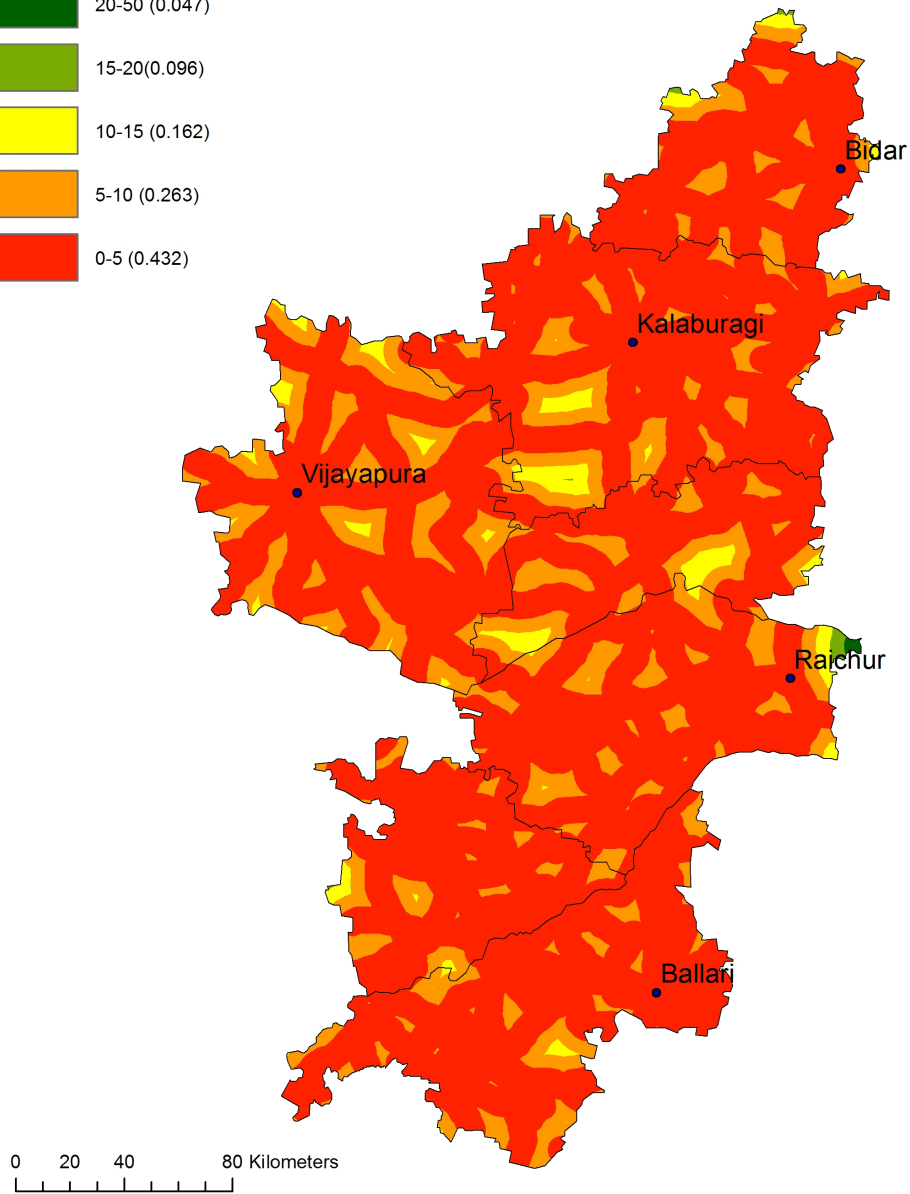 20-50 (0.047)
15-20(0.096)
10-15 (0.162)
5-10 (0.263)
0-5 (0.432)
Bidar
Kalaburagi
Vijayapura
Raichur
Ballari
0 20 40 80 Kilometers